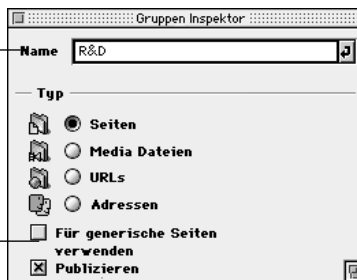 Gruppen Inspektor
Name R&D
Typ
Seiten
Media Dateien
URLs
Adressen
Für generische Seiten
verwenden
Publizieren